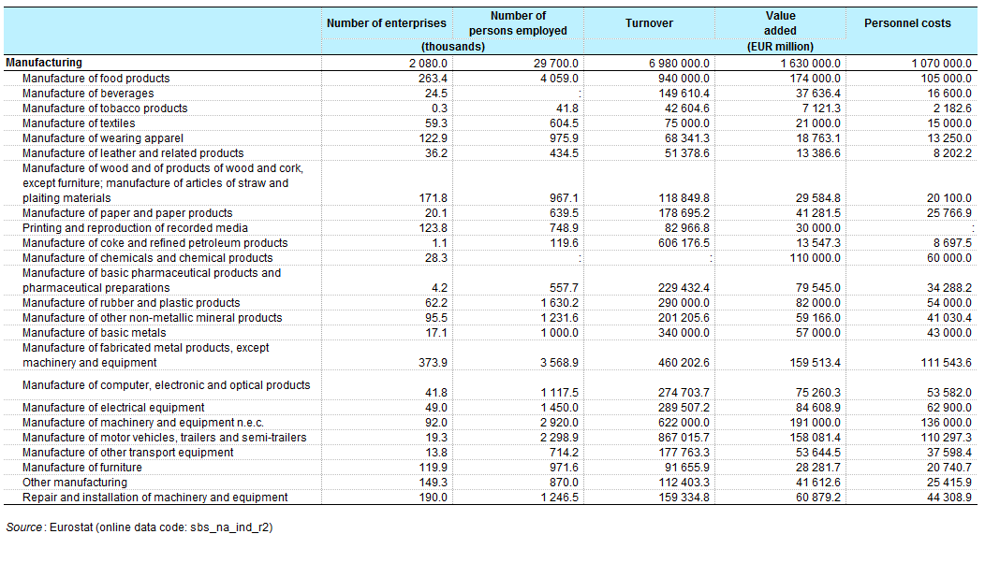 Number of enterprises Number of persons employed Turnover Value added Personnel costs
(thousands) (EUR million)
Manufacturing 2 080.0 29 700.0 6 980 000.0 1 630 000.0 1 070 000.0
Manufacture of food products 263.4 4 059.0 940 000.0 174 000.0 105 000.0
Manufacture of beverages 24.5 : 149 610.4 37 636.4 16 600.0
Manufacture of tobacco products 0.3 41.8 42 604.6 7 121.3 2 182.6
Manufacture of textiles 59.3 604.5 75 000.0 21 000.0 15 000.0
Manufacture of wearing apparel 122.9 975.9 68 341.3 18 763.1 13 250.0
Manufacture of leather and related products 36.2 434.5 51 378.6 13 386.6 8 202.2
Manufacture of wood and of products of wood and cork,
except furniture; manufacture of articles of straw and
plaiting materials 171.8 967.1 118 849.8 29 584.8 20 100.0
Manufacture of paper and paper products 20.1 639.5 178 695.2 41 281.5 25 766.9
Printing and reproduction of recorded media 123.8 748.9 82 966.8 30 000.0 :
Manufacture of coke and refined petroleum products 1.1 119.6 606 176.5 13 547.3 8 697.5
Manufacture of chemicals and chemical products 28.3 : : 110 000.0 60 000.0
Manufacture of basic pharmaceutical products and
pharmaceutical preparations 4.2 557.7 229 432.4 79 545.0 34 288.2
Manufacture of rubber and plastic products 62.2 1 630.2 290 000.0 82 000.0 54 000.0
Manufacture of other non-metallic mineral products 95.5 1 231.6 201 205.6 59 166.0 41 030.4
Manufacture of basic metals 17.1 1 000.0 340 000.0 57 000.0 43 000.0
Manufacture of fabricated metal products, except
machinery and equipment 373.9 3 568.9 460 202.6 159 513.4 111 543.6
Manufacture of computer, electronic and optical products 41.8 1 117.5 274 703.7 75 260.3 53 582.0
Manufacture of electrical equipment 49.0 1 450.0 289 507.2 84 608.9 62 900.0
Manufacture of machinery and equipment n.e.c. 92.0 2 920.0 622 000.0 191 000.0 136 000.0
Manufacture of motor vehicles, trailers and semi-trailers 19.3 2 298.9 867 015.7 158 081.4 110 297.3
Manufacture of other transport equipment 13.8 714.2 177 763.3 53 644.5 37 598.4
Manufacture of furniture 119.9 971.6 91 655.9 28 281.7 20 740.7
Other manufacturing 149.3 870.0 112 403.3 41 612.6 25 415.9
Repair and installation of machinery and equipment 190.0 1 246.5 159 334.8 60 879.2 44 308.9
Source: Eurostat (online data code: sbs_na_ind_r2)